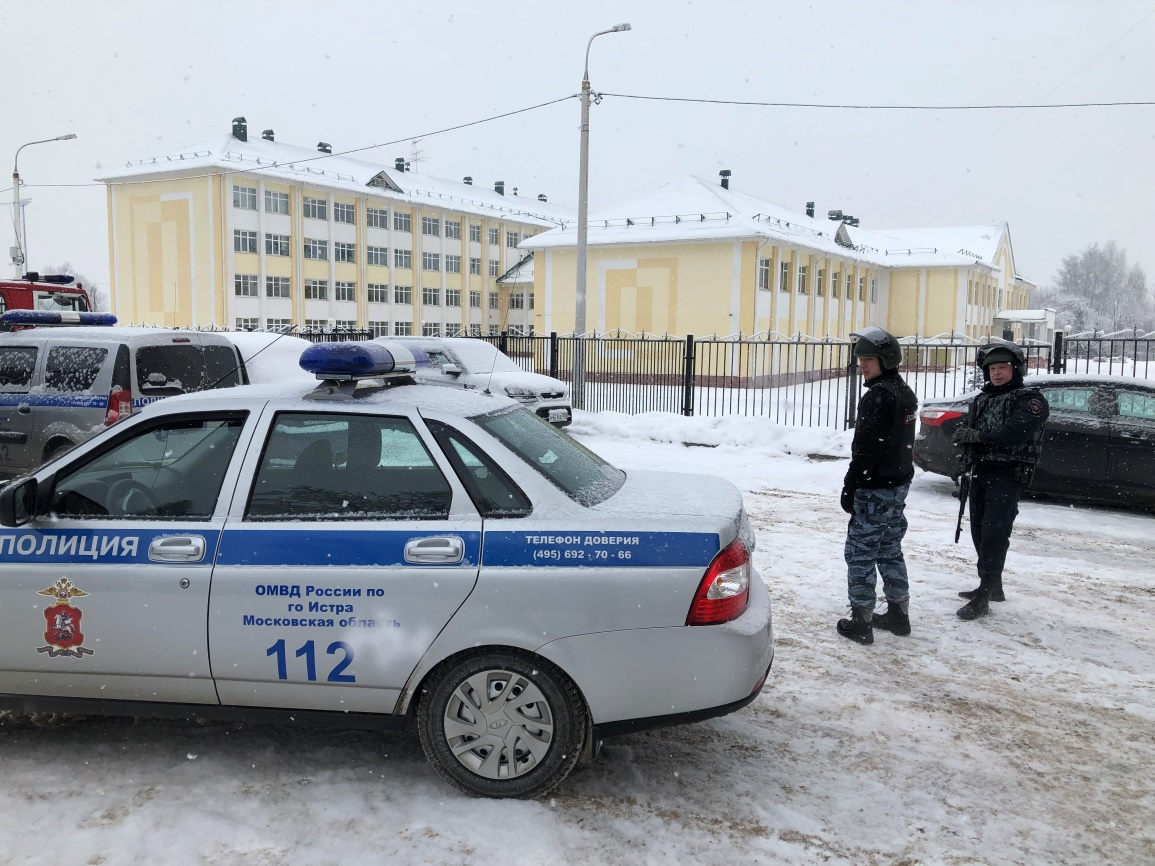 ПОЛИЦИЯ
ТЕЛЕФОН ДОВЕРИЯ
(495) 692 - 70 - 66
ОМВД России по
го Истра
Московская область
112